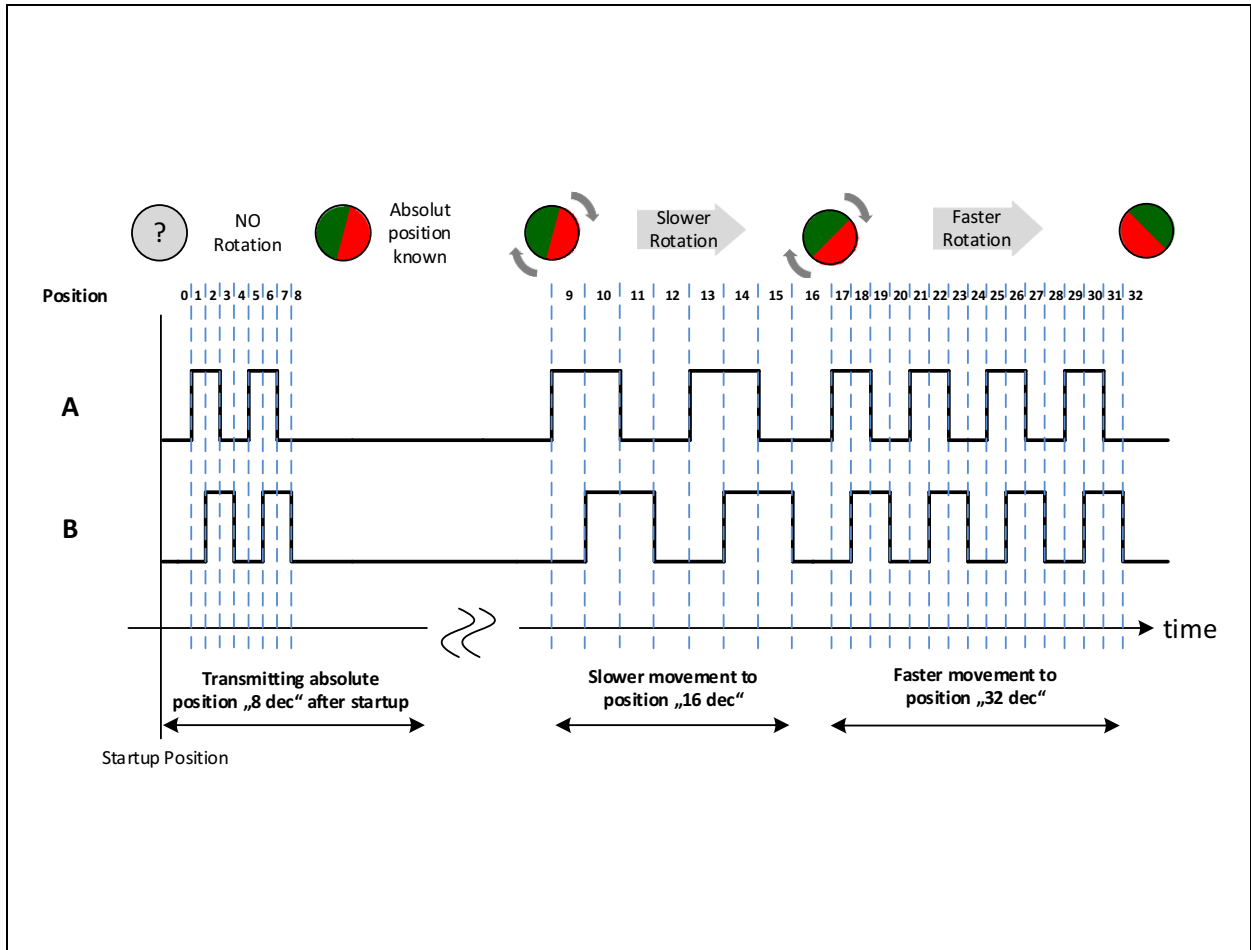 ?
NO
Rotation
Absolut
position
known
Slower
Rotation
Faster
Rotation
Position
0 1 2 3 4 5 6 7 8 9 10 11 12 13 14 15 16 17 18 19 20 21 22 23 24 25 26 27 28 29 30 31 32
A
B
time
Transmitting absolute
position „8 dec“ after startup
Slower movement to
position „16 dec“
Faster movement to
position „32 dec“
Startup Position